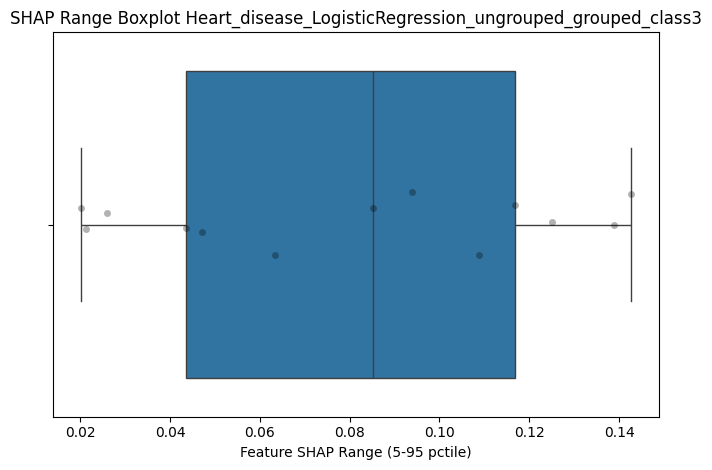 SHAP Range Boxplot Heart_disease_LogisticRegression_ungrouped_grouped_class3
0.02 0.04 0.06 0.08 0.10 0.12 0.14
Feature SHAP Range (5-95 pctile)